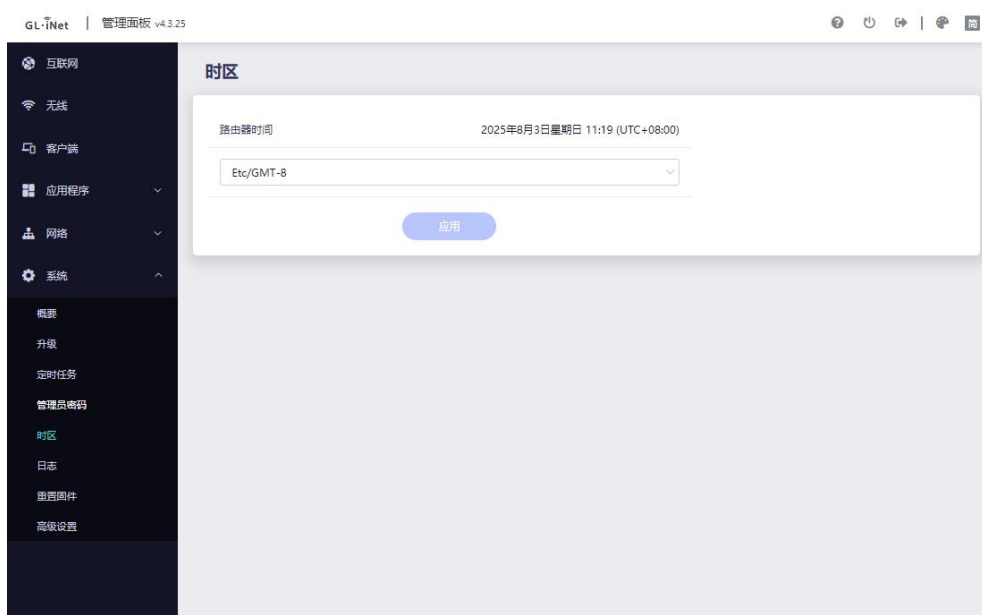 GL·iNet | 管理面板 v4.3.25
简
互联网
无线
客户端
应用程序
网络
系统
概要
升级
定时任务
管理员密码
时区
日志
重置固件
高级设置
时区
路由器时间 2025年8月3日星期日 11:19 (UTC+08:00)
Etc/GMT-8
应用